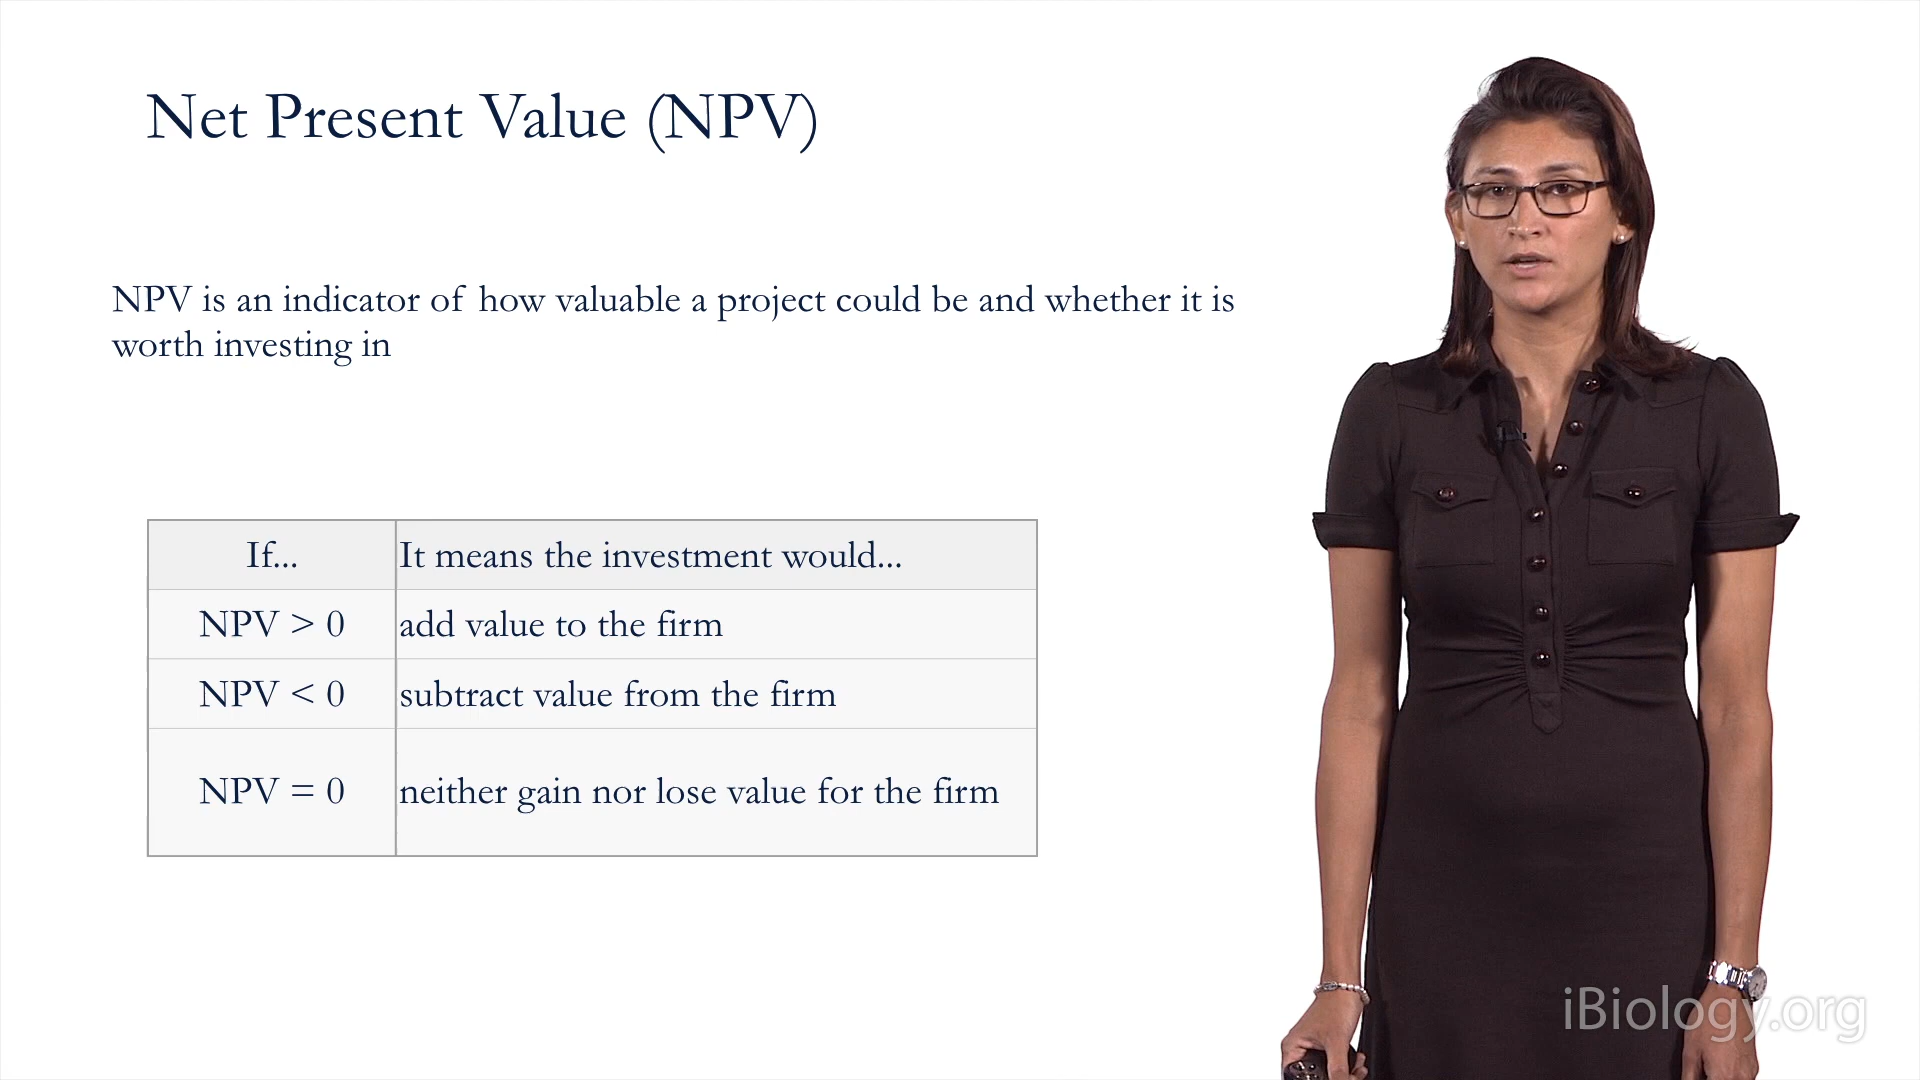 Net Present Value (NPV)
NPV is an indicator of how valuable a project could be and whether it is
worth investing in
If... It means the investment would...
NPV > 0 add value to the firm
NPV < 0 subtract value from the firm
NPV = 0 neither gain nor lose value for the firm
iBiology.org